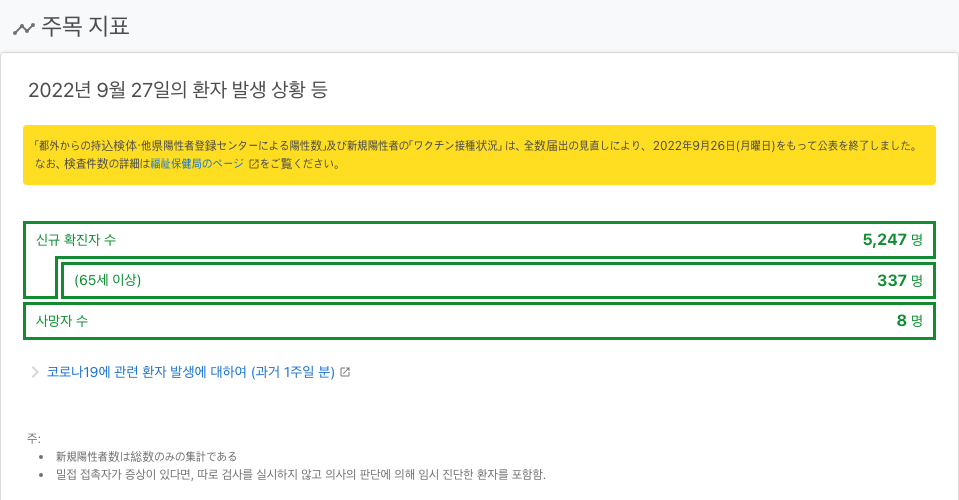 주목 지표
2022년 9월 27일의 환자 발생 상황 등
「都外からの持込検体･他県陽性者登録センターによる陽性数」及び新規陽性者の「ワクチン接種状況」は、全数届出の見直しにより、2022年9月26日(月曜日)をもって公表を終了しました。
なお、検査件数の詳細は福祉保健局のページ をご覧ください。
신규 확진자 수 5,247 명
(65세 이상) 337 명
사망자 수 8 명
코로나19에 관련 환자 발생에 대하여 (과거 1주일 분)
주:
• 新規陽性者数は総数のみの集計である
• 밀접 접촉자가 증상이 있다면, 따로 검사를 실시하지 않고 의사의 판단에 의해 임시 진단한 환자를 포함함.